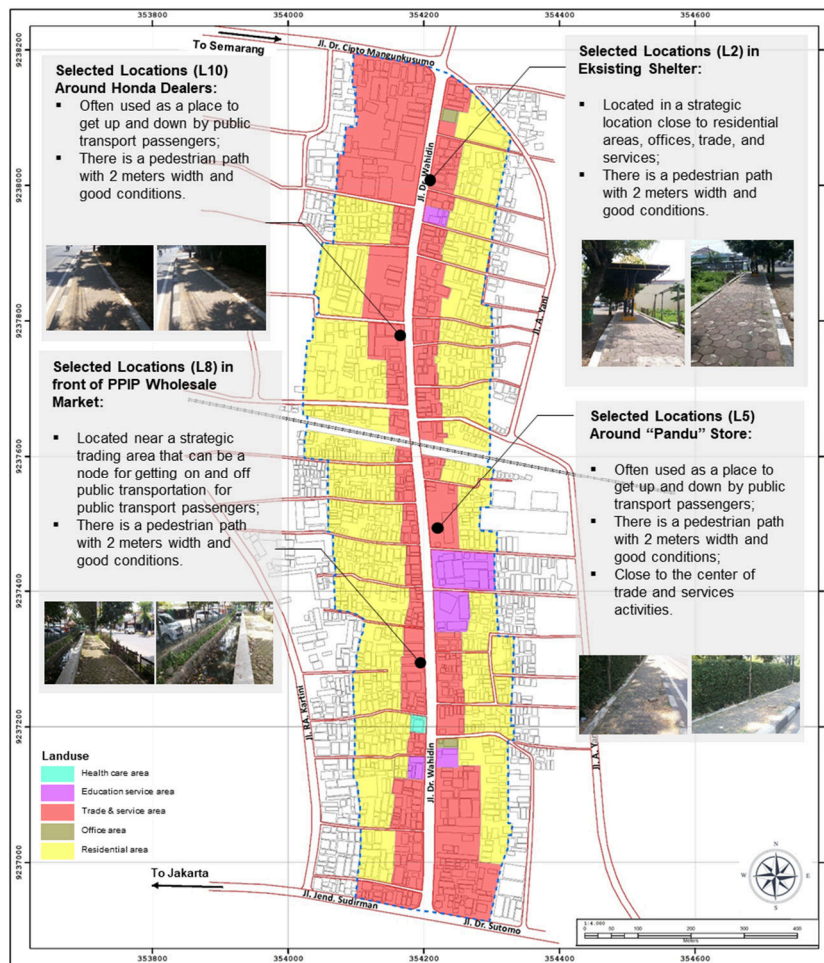 353800
354000
354200
354400
354600
9238200
9238000
9237800
9237600
9237400
9237200
9237000
To Semarang
Jl. Dr. Cipto Mangunkusumo
Selected Locations (L10)
Around Honda Dealers:
▪ Often used as a place to
get up and down by public
transport passengers;
▪ There is a pedestrian path
with 2 meters width and
good conditions.
Selected Locations (L2) in
Eksisting Shelter:
▪ Located in a strategic
location close to residential
areas, offices, trade, and
services;
▪ There is a pedestrian path
with 2 meters width and
good conditions.
Jl. Dr. Wahidin
Jl. A. Yani
Selected Locations (L8) in
front of PPIP Wholesale
Market:
▪ Located near a strategic
trading area that can be a
node for getting on and off
public transportation for
public transport passengers;
▪ There is a pedestrian path
with 2 meters width and
good conditions.
Selected Locations (L5)
Around “Pandu” Store:
▪ Often used as a place to
get up and down by public
transport passengers;
▪ There is a pedestrian path
with 2 meters width and
good conditions;
▪ Close to the center of
trade and services
activities.
Jl. RA. Kartini
Jl. Dr. Wahidin
Jl. A. Ya
Landuse
Health care area
Education service area
Trade & service area
Office area
Residential area
To Jakarta
Jl. Jend. Sudirman
Jl. Dr. Sutomo
N
W
E
S
1:4.000
0 25 50 100 200 300 400
Meters
353800
354000
354200
354400
354600